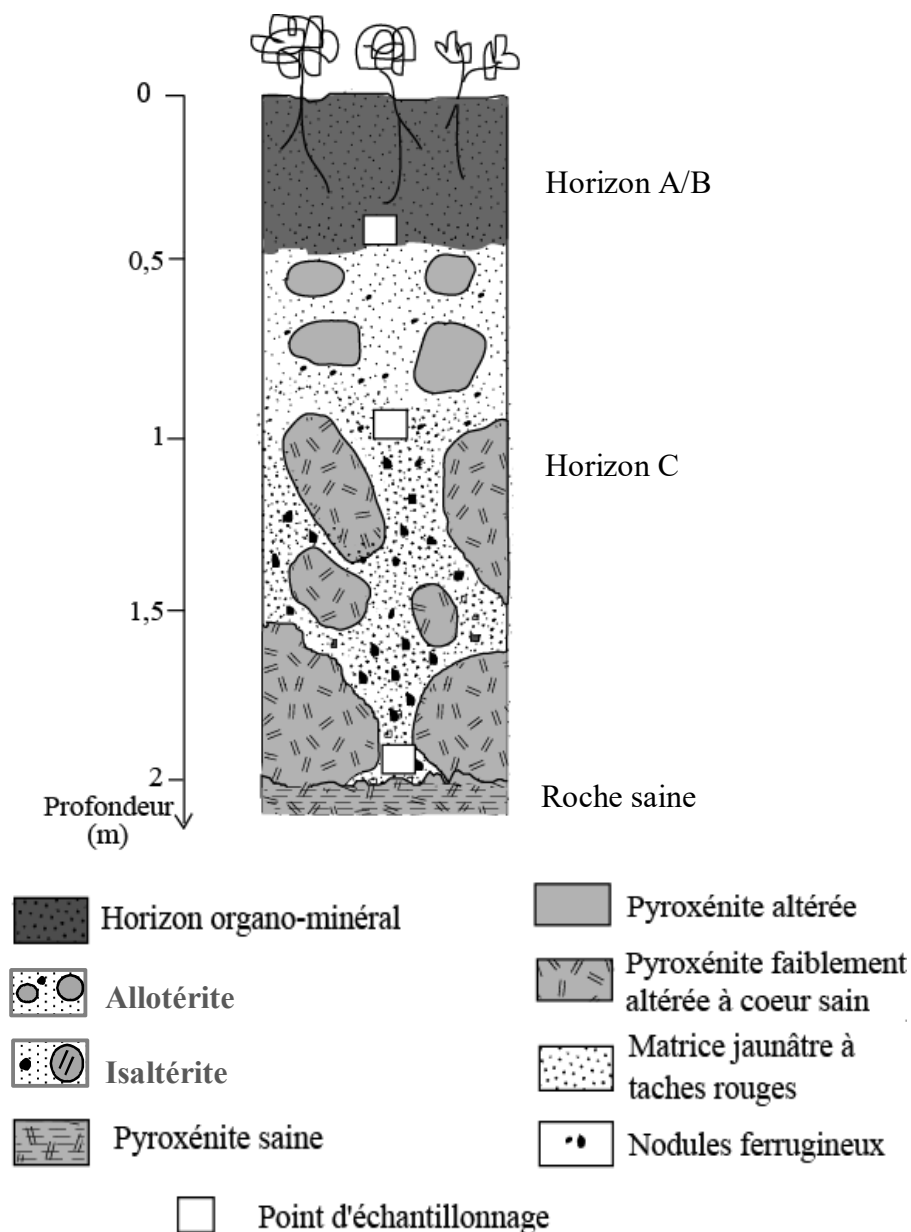 0
Horizon A/B
0,5
1
Horizon C
1,5
2
Profondeur
(m)
Roche saine
Horizon organo-minéral
Allotérite
Isaltérite
Pyroxénite saine
Point d'échantillonnage
Pyroxénite altérée
Pyroxénite faiblement
altérée à coeur sain
Matrice jaunâtre à
taches rouges
Nodules ferrugineux